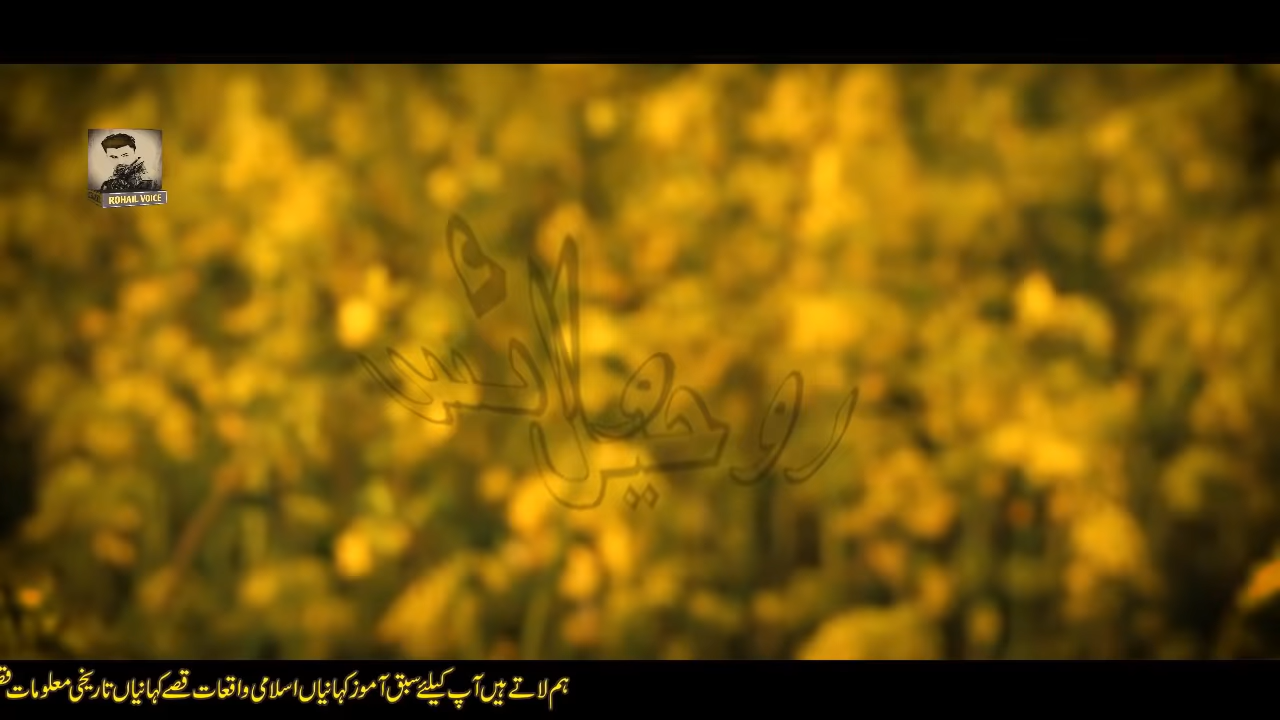 ROHAIL VOICE
روحیل وائس
ہم لاتے ہیں آپ کیلئے سبق آموز کہانیاں اسلامی واقعات قصے کہانیاں تاریخی معلومات